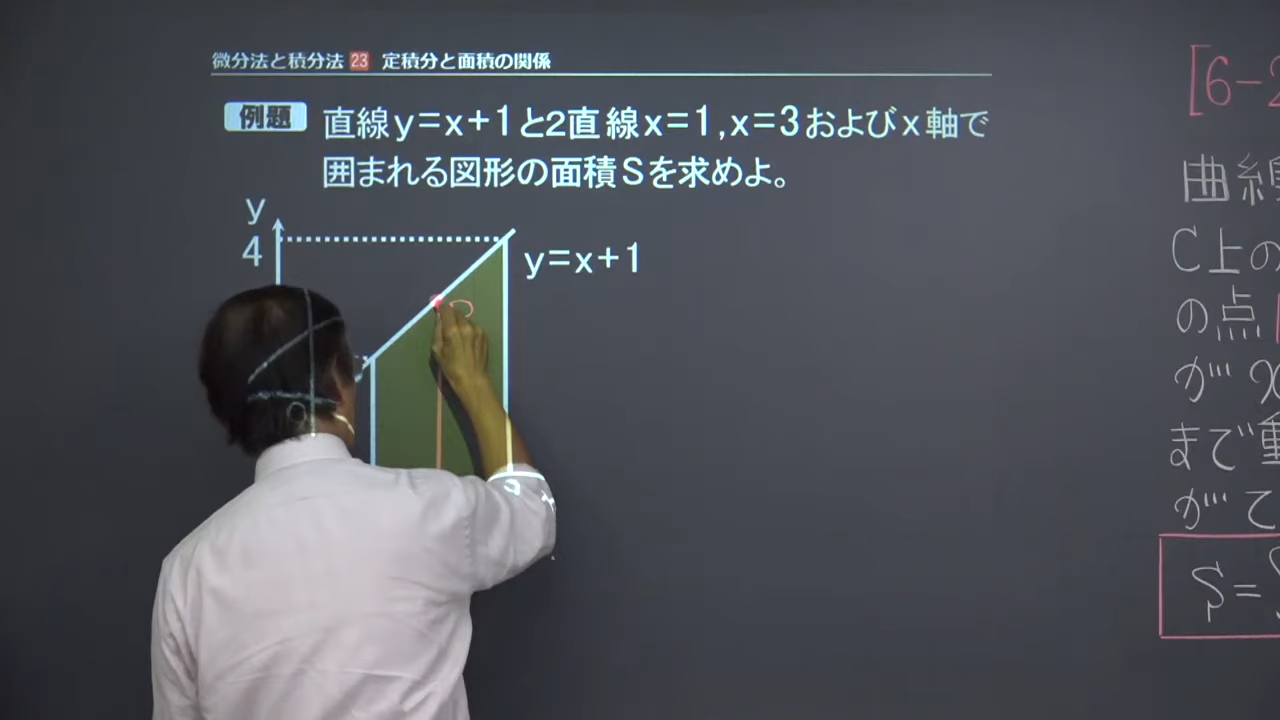 微分法と積分法 23 定積分と面積の関係
例題 直線y=x+1と2直線x=1,x=3およびx軸で
囲まれる図形の面積Sを求めよ。
y
4
y=x+1
P
O
[6-2
曲線
C上の
の点
がx
まで重
がて
S=